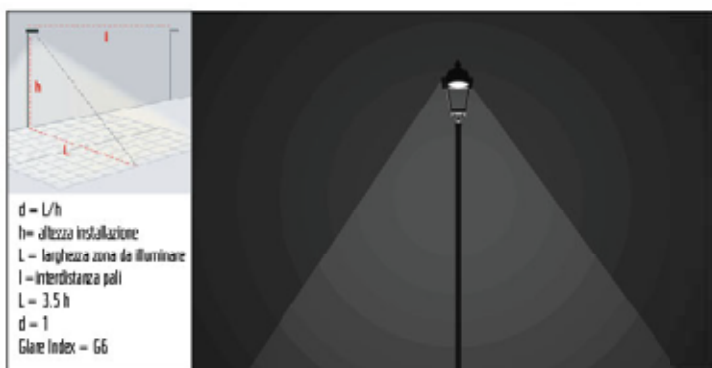 l
h
L
d = L/h
h= altezza installazione
L = larghezza zona da illuminare
l =interdistanza pali
L = 3.5 h
d = 1
Glare Index = G6